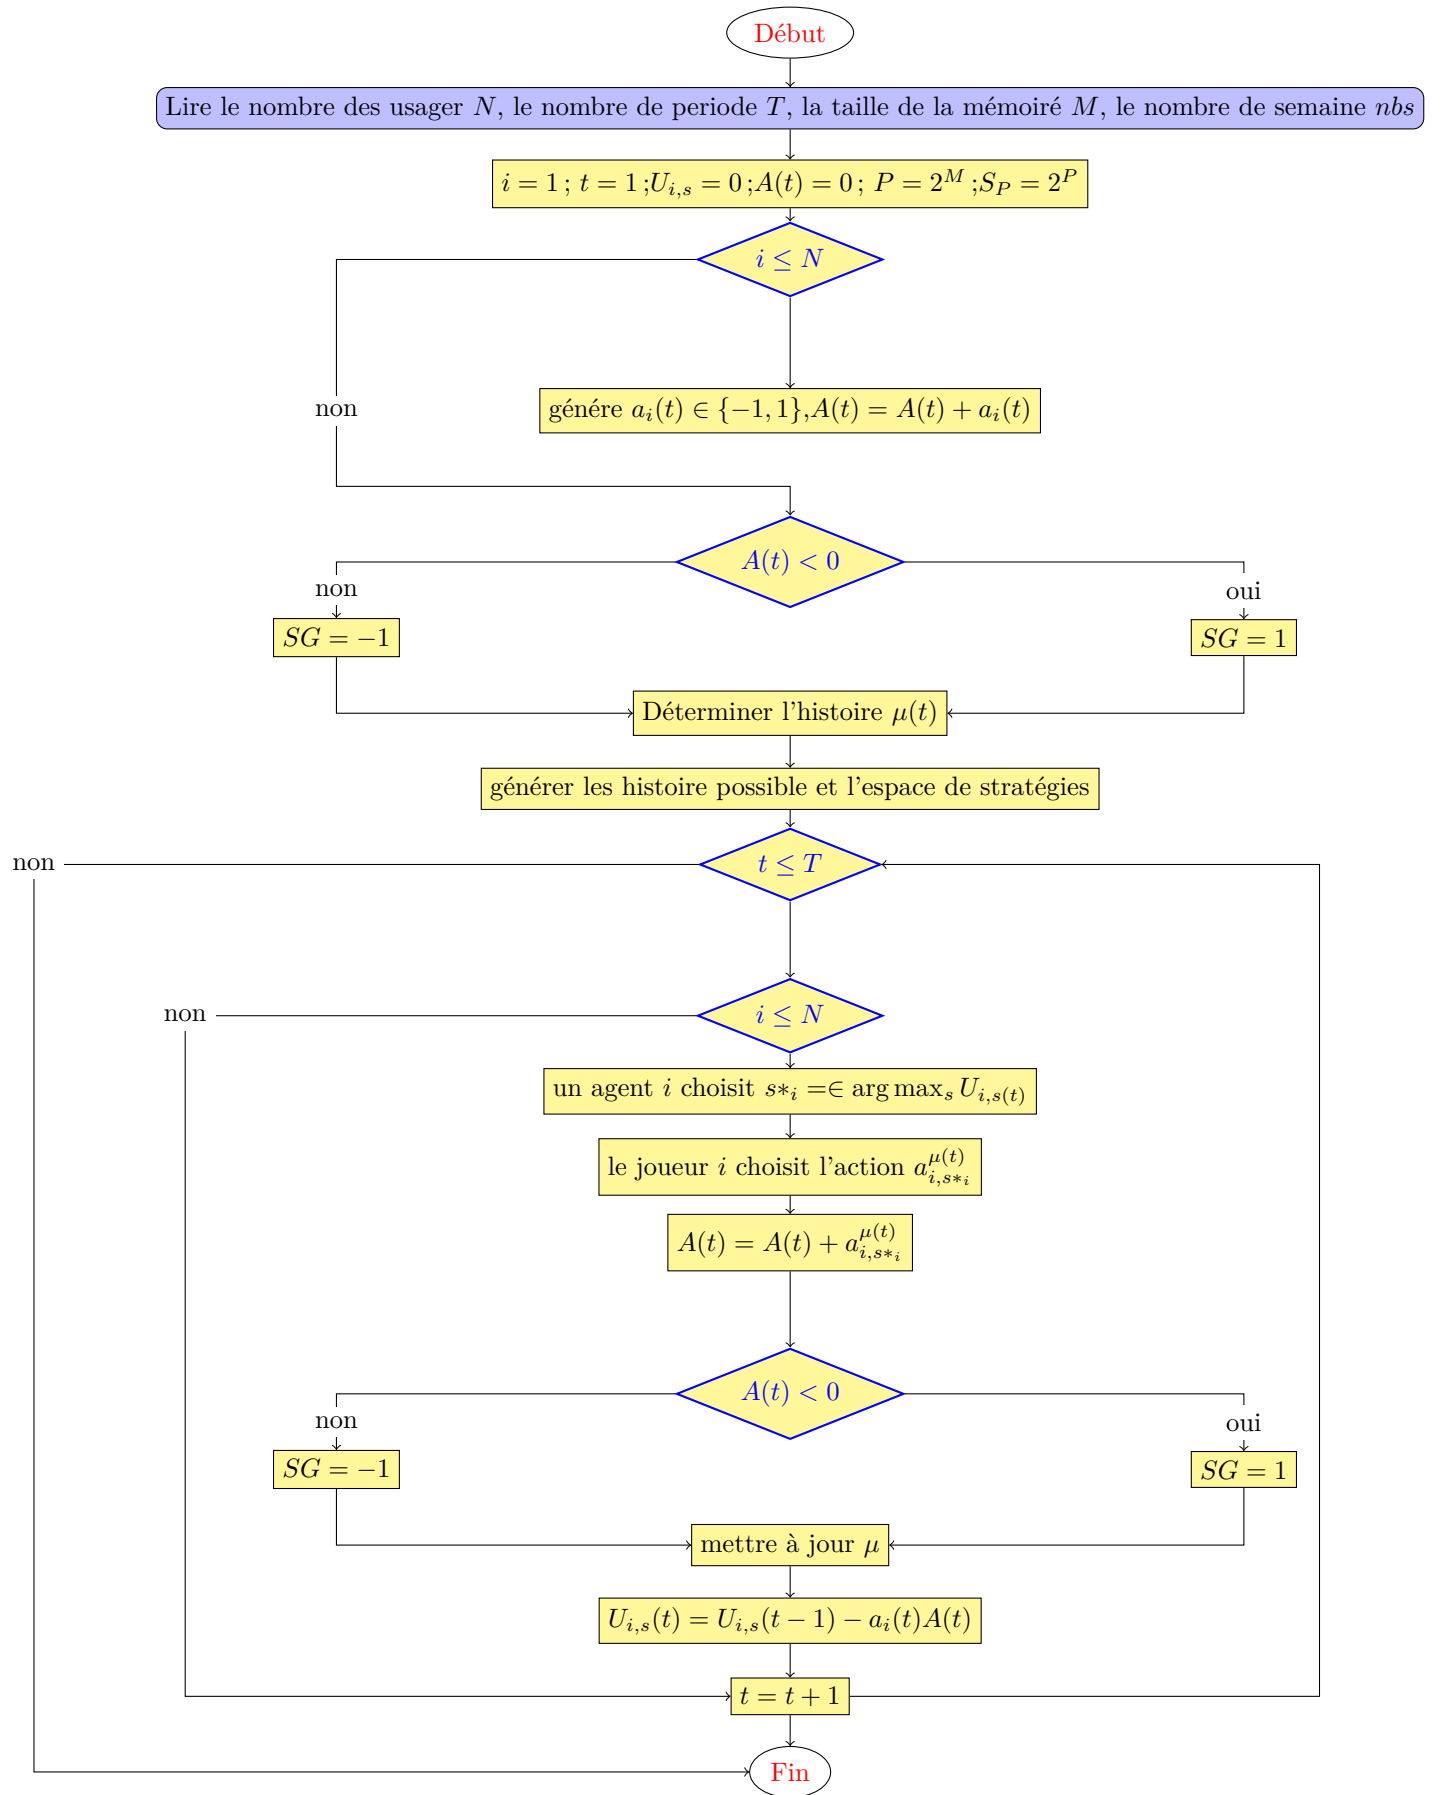 Début
Lire le nombre des usager N, le nombre de periode T, la taille de la mémoiré M, le nombre de semaine nbs
i = 1 ; t = 1 ;U_{i,s} = 0 ;A(t) = 0 ; P = 2^M ;S_P = 2^P
i ≤ N
non
génére a_i(t) ∈ {−1, 1},A(t) = A(t) + a_i(t)
A(t) < 0
non
oui
SG = −1
SG = 1
Déterminer l'histoire μ(t)
générer les histoire possible et l'espace de stratégies
t ≤ T
non
i ≤ N
non
un agent i choisit s*_i =∈ arg max_s U_{i,s(t)}
le joueur i choisit l'action a_{i,s*_i}^{μ(t)}
A(t) = A(t) + a_{i,s*_i}^{μ(t)}
A(t) < 0
non
oui
SG = −1
SG = 1
mettre à jour μ
U_{i,s}(t) = U_{i,s}(t − 1) − a_i(t)A(t)
t = t + 1
Fin